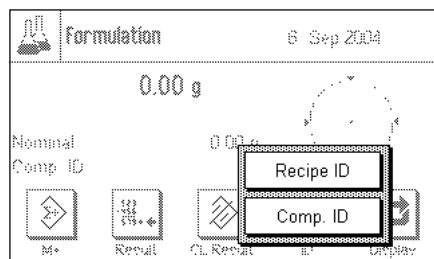 Formulation 6 Sep 2004
0.00 g
Nominal 0.00 g
Comp. ID
Recipe ID
Comp. ID
M+ Result CL Result ID Display